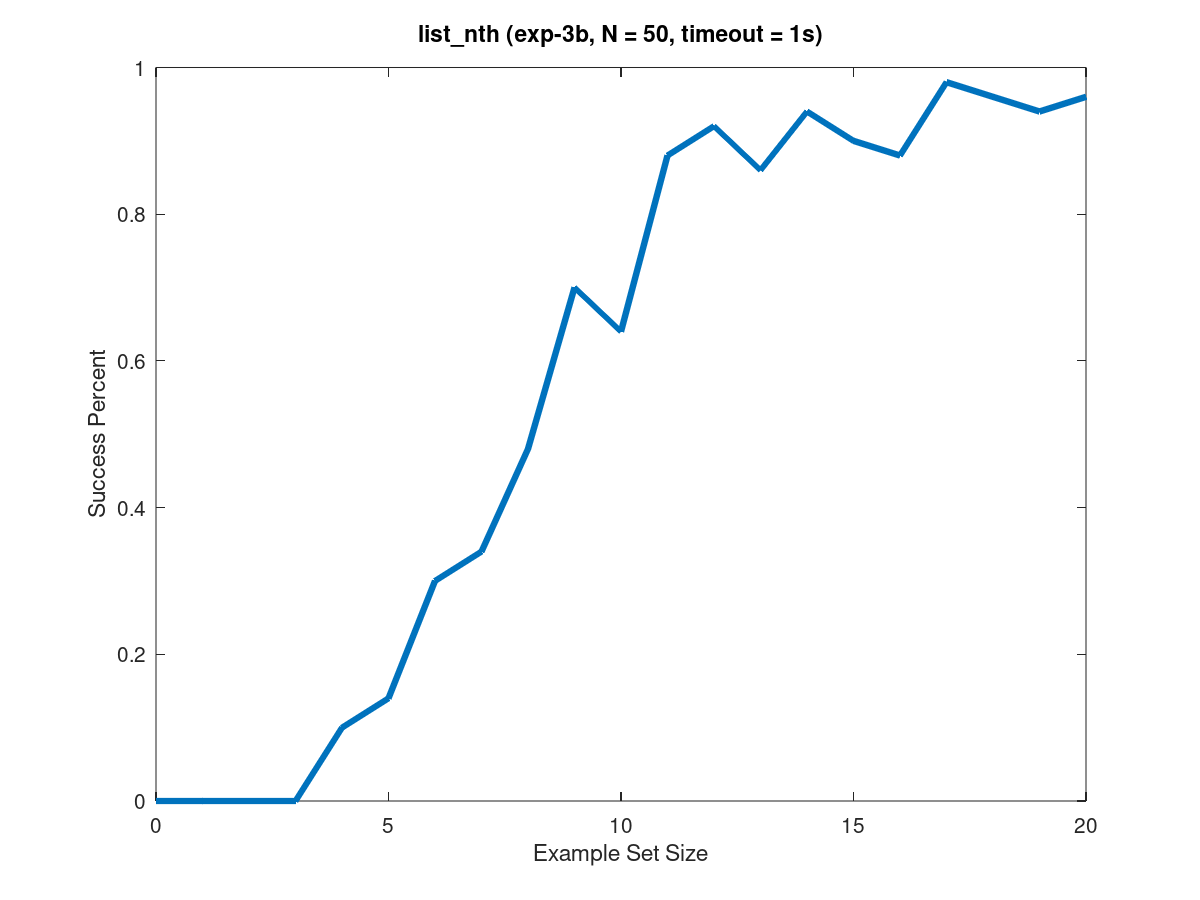 list_nth (exp-3b, N = 50, timeout = 1s)
1
0.8
0.6
0.4
0.2
0
Success Percent
0 5 10 15 20
Example Set Size